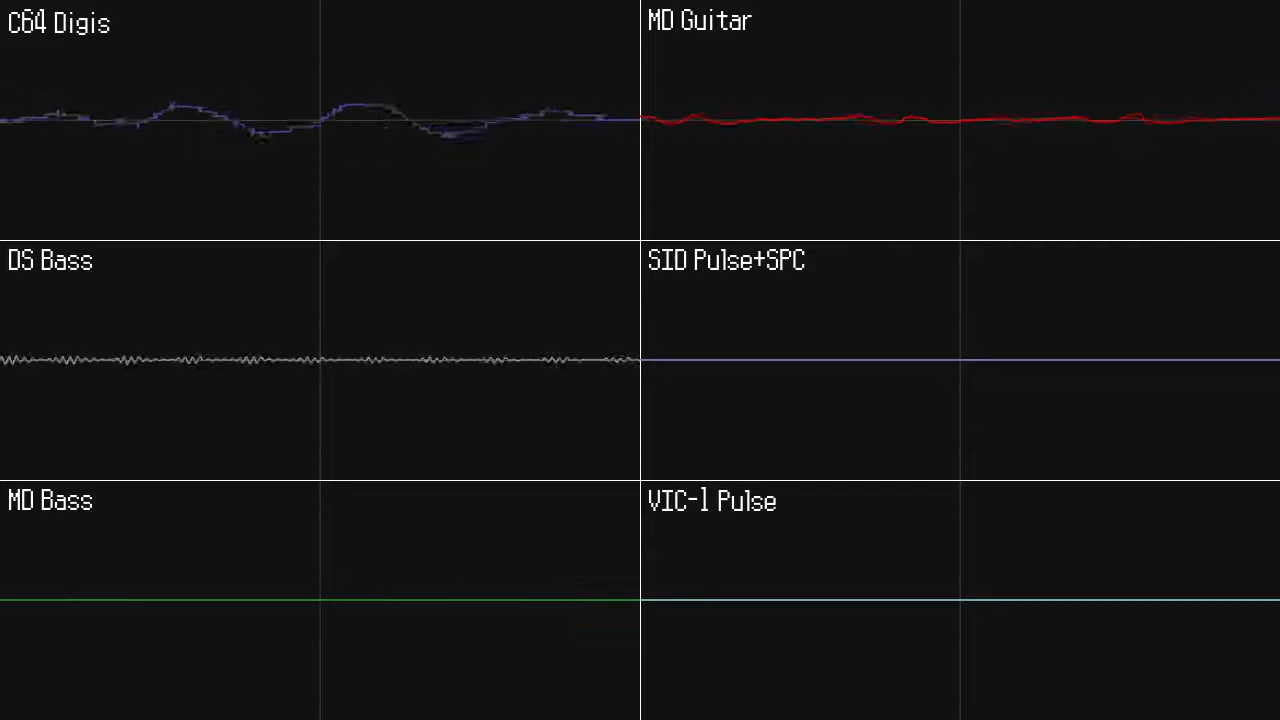 C64 Digis
MD Guitar
DS Bass
SID Pulse+SPC
MD Bass
VIC-1 Pulse